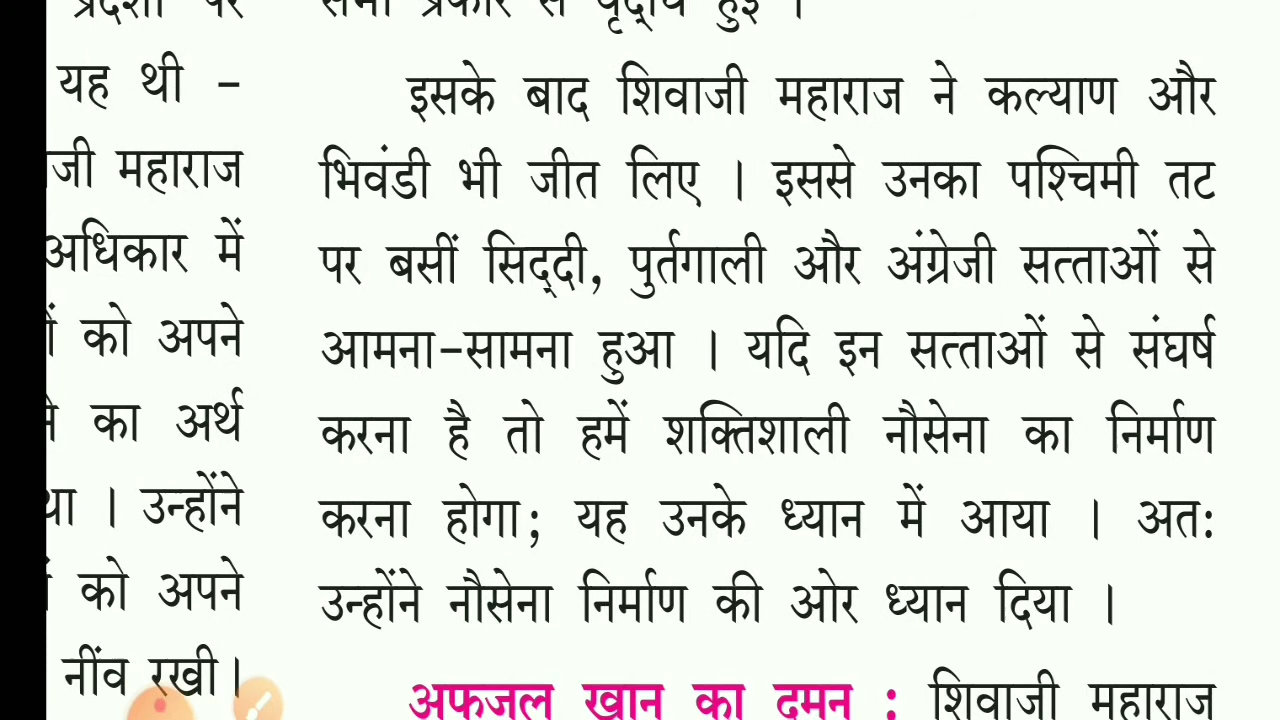 यह थी -
महाराज
अधिकार में
को अपने
का अर्थ
। उन्होंने
को अपने
नींव रखी।
इसके बाद शिवाजी महाराज ने कल्याण और
भिवंडी भी जीत लिए । इससे उनका पश्चिमी तट
पर बसीं सिद्दी, पुर्तगाली और अंग्रेजी सत्ताओं से
आमना-सामना हुआ । यदि इन सत्ताओं से संघर्ष
करना है तो हमें शक्तिशाली नौसेना का निर्माण
करना होगा; यह उनके ध्यान में आया । अत:
उन्होंने नौसेना निर्माण की ओर ध्यान दिया ।
अफजल खान का दमन : शिवाजी महाराज